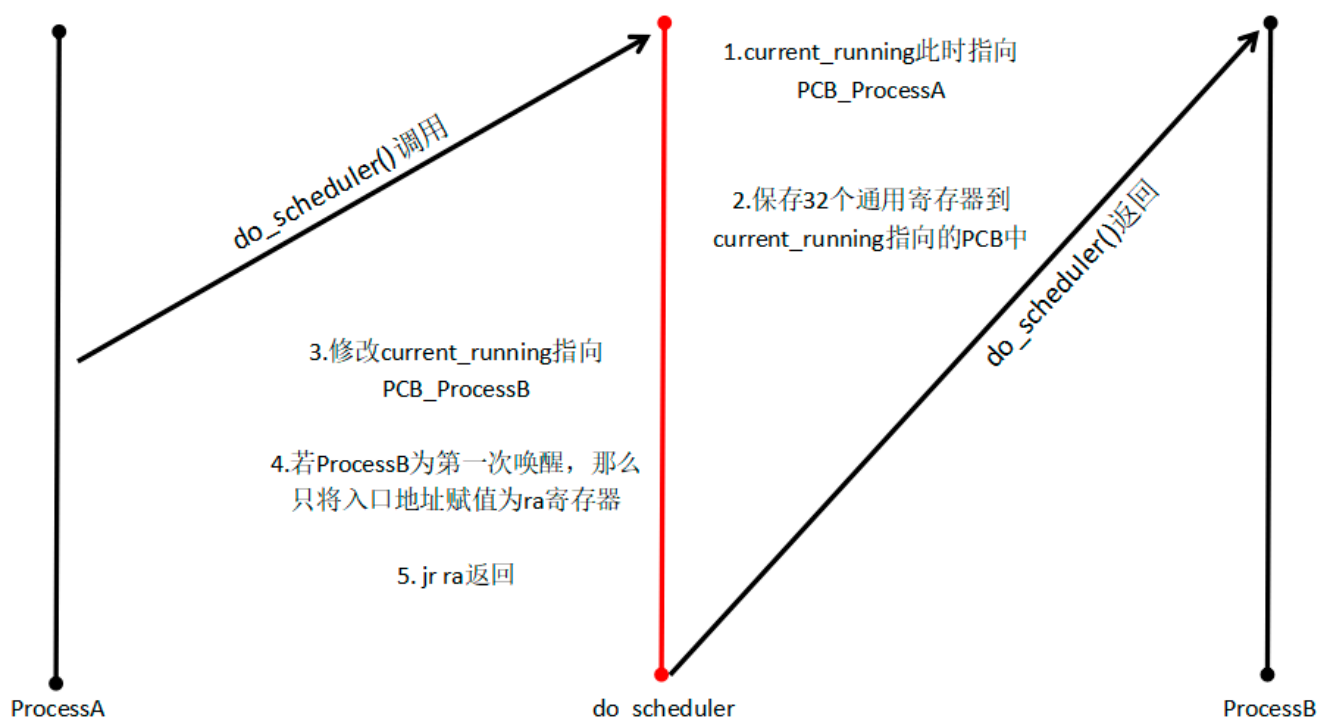 1.current_running此时指向
PCB_ProcessA
do_scheduler()调用
2.保存32个通用寄存器到
current_running指向的PCB中
do_scheduler()返回
3.修改current_running指向
PCB_ProcessB
4.若ProcessB为第一次唤醒，那么
只将入口地址赋值为ra寄存器
5. jr ra返回
ProcessA
do scheduler
ProcessB